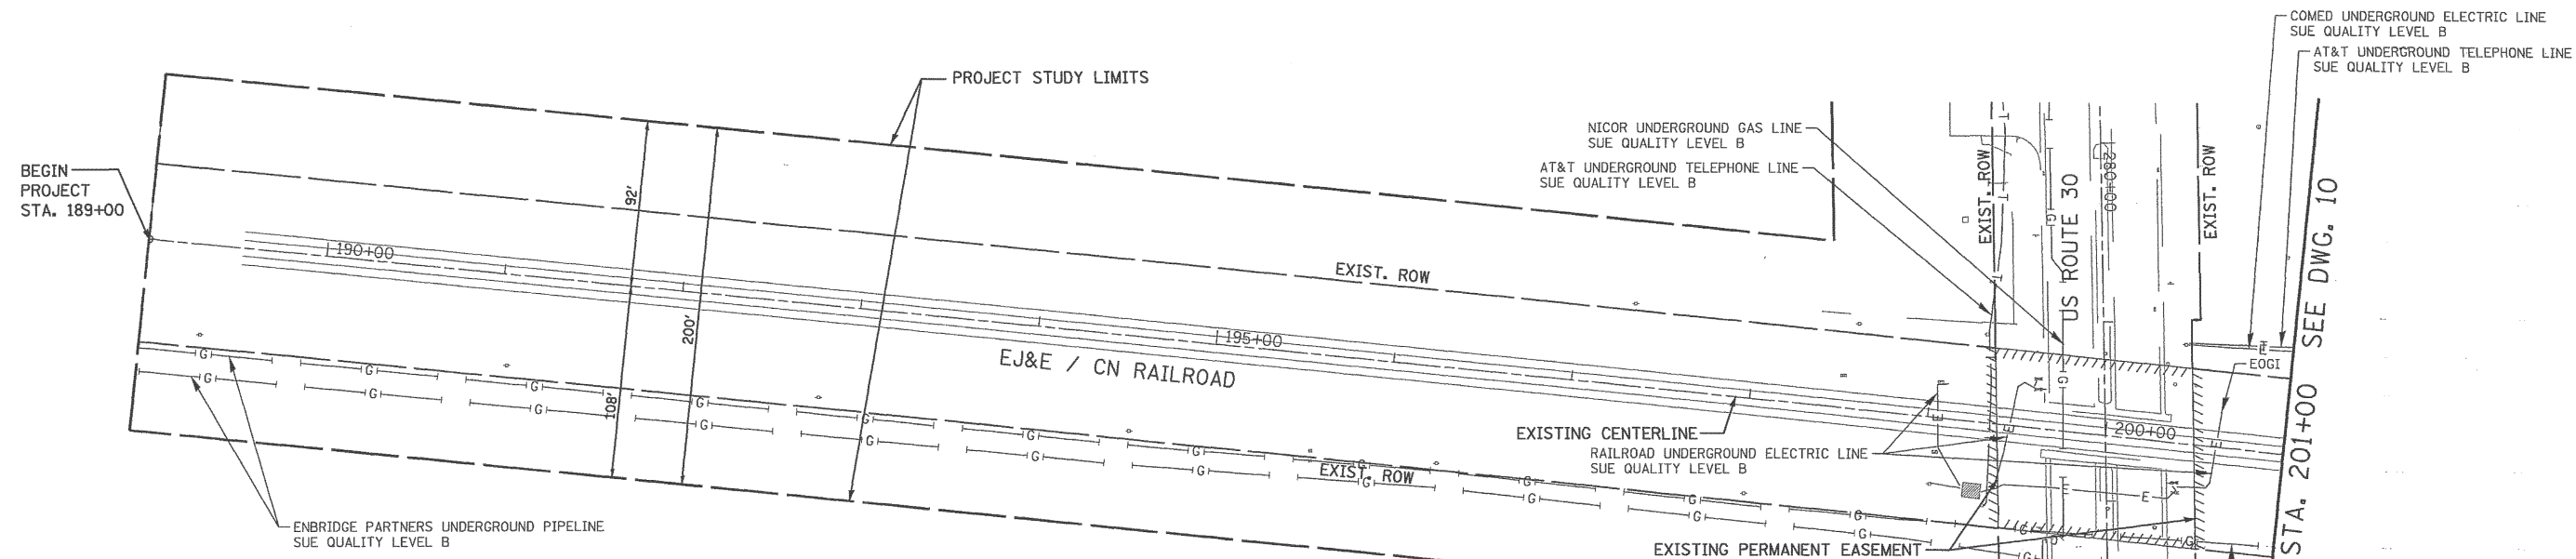 COMED UNDERGROUND ELECTRIC LINE
SUE QUALITY LEVEL B
AT&T UNDERGROUND TELEPHONE LINE
SUE QUALITY LEVEL B
PROJECT STUDY LIMITS
NICOR UNDERGROUND GAS LINE
SUE QUALITY LEVEL B
AT&T UNDERGROUND TELEPHONE LINE
SUE QUALITY LEVEL B
BEGIN
PROJECT
STA. 189+00
92'
200'
108'
190+00
195+00
200+00
EXIST. ROW
EJ&E / CN RAILROAD
EXIST. ROW
EXIST. ROW
US ROUTE 30
280+00
EXIST. ROW
STA. 201+00 SEE DWG. 10
EOGI
EXISTING CENTERLINE
RAILROAD UNDERGROUND ELECTRIC LINE
SUE QUALITY LEVEL B
EXISTING PERMANENT EASEMENT
ENBRIDGE PARTNERS UNDERGROUND PIPELINE
SUE QUALITY LEVEL B
G G G G G G G G G G G
G G G G G G G G G G G
T T T
G G
E E E E E E